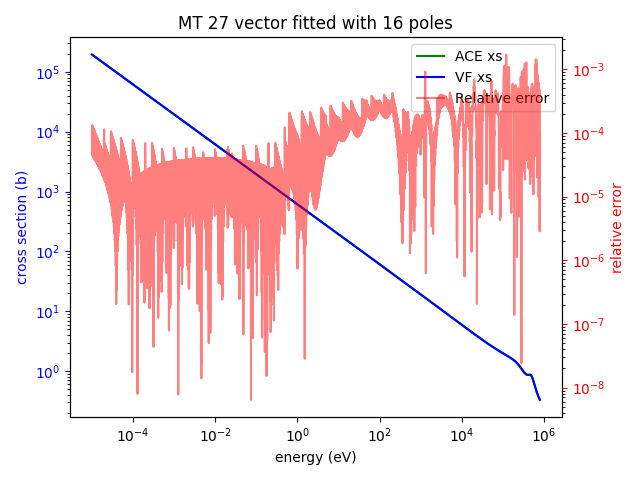 MT 27 vector fitted with 16 poles
ACE xs
VF xs
Relative error
cross section (b)
10^5
10^4
10^3
10^2
10^1
10^0
10^-3
10^-4
10^-5
10^-6
10^-7
10^-8
relative error
10^-4
10^-2
10^0
10^2
10^4
10^6
energy (eV)